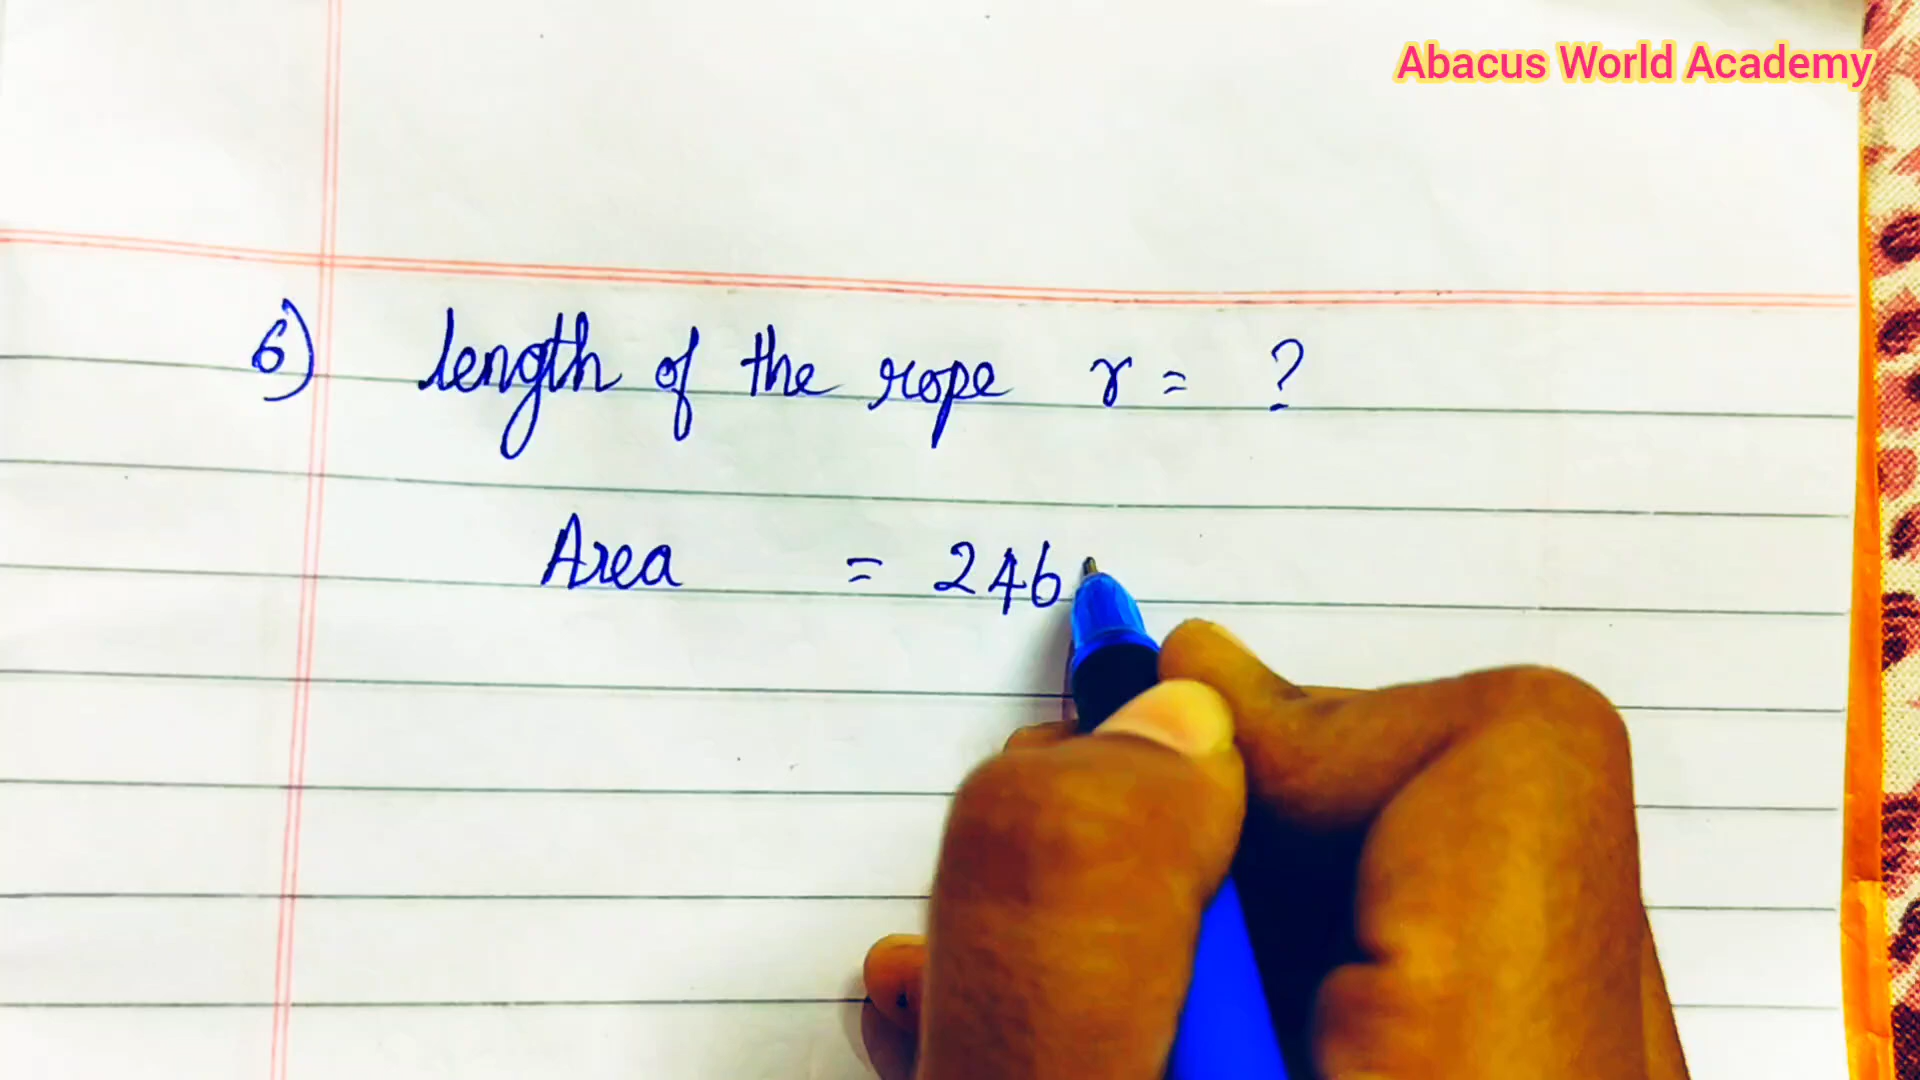 Abacus World Academy
6) length of the rope r = ?
Area = 246